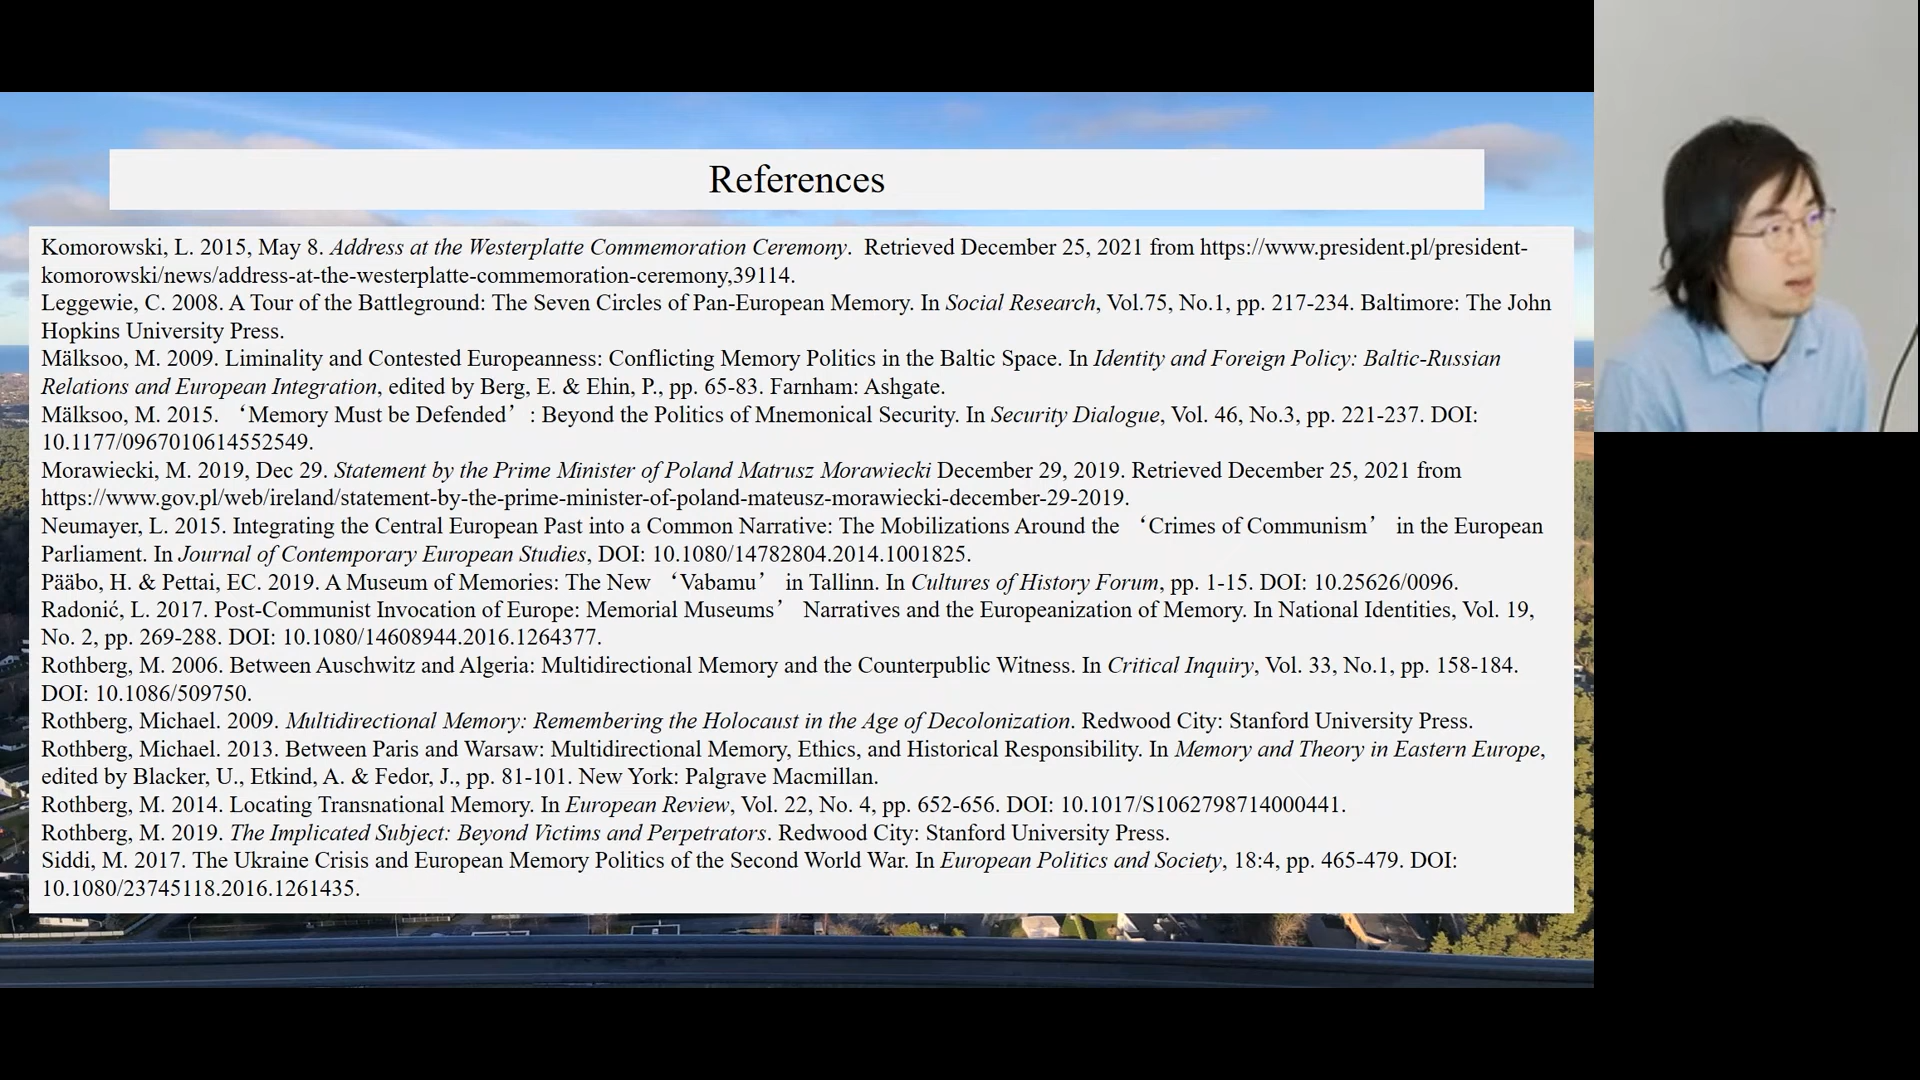 References
Komorowski, L. 2015, May 8. Address at the Westerplatte Commemoration Ceremony.  Retrieved December 25, 2021 from https://www.president.pl/president-
komorowski/news/address-at-the-westerplatte-commemoration-ceremony,39114.
Leggewie, C. 2008. A Tour of the Battleground: The Seven Circles of Pan-European Memory. In Social Research, Vol.75, No.1, pp. 217-234. Baltimore: The John
Hopkins University Press.
Mälksoo, M. 2009. Liminality and Contested Europeanness: Conflicting Memory Politics in the Baltic Space. In Identity and Foreign Policy: Baltic-Russian
Relations and European Integration, edited by Berg, E. & Ehin, P., pp. 65-83. Farnham: Ashgate.
Mälksoo, M. 2015. ‘Memory Must be Defended’: Beyond the Politics of Mnemonical Security. In Security Dialogue, Vol. 46, No.3, pp. 221-237. DOI:
10.1177/0967010614552549.
Morawiecki, M. 2019, Dec 29. Statement by the Prime Minister of Poland Matrusz Morawiecki December 29, 2019. Retrieved December 25, 2021 from
https://www.gov.pl/web/ireland/statement-by-the-prime-minister-of-poland-mateusz-morawiecki-december-29-2019.
Neumayer, L. 2015. Integrating the Central European Past into a Common Narrative: The Mobilizations Around the ‘Crimes of Communism’ in the European
Parliament. In Journal of Contemporary European Studies, DOI: 10.1080/14782804.2014.1001825.
Pääbo, H. & Pettai, EC. 2019. A Museum of Memories: The New ‘Vabamu’ in Tallinn. In Cultures of History Forum, pp. 1-15. DOI: 10.25626/0096.
Radonić, L. 2017. Post-Communist Invocation of Europe: Memorial Museums’ Narratives and the Europeanization of Memory. In National Identities, Vol. 19,
No. 2, pp. 269-288. DOI: 10.1080/14608944.2016.1264377.
Rothberg, M. 2006. Between Auschwitz and Algeria: Multidirectional Memory and the Counterpublic Witness. In Critical Inquiry, Vol. 33, No.1, pp. 158-184.
DOI: 10.1086/509750.
Rothberg, Michael. 2009. Multidirectional Memory: Remembering the Holocaust in the Age of Decolonization. Redwood City: Stanford University Press.
Rothberg, Michael. 2013. Between Paris and Warsaw: Multidirectional Memory, Ethics, and Historical Responsibility. In Memory and Theory in Eastern Europe,
edited by Blacker, U., Etkind, A. & Fedor, J., pp. 81-101. New York: Palgrave Macmillan.
Rothberg, M. 2014. Locating Transnational Memory. In European Review, Vol. 22, No. 4, pp. 652-656. DOI: 10.1017/S1062798714000441.
Rothberg, M. 2019. The Implicated Subject: Beyond Victims and Perpetrators. Redwood City: Stanford University Press.
Siddi, M. 2017. The Ukraine Crisis and European Memory Politics of the Second World War. In European Politics and Society, 18:4, pp. 465-479. DOI:
10.1080/23745118.2016.1261435.